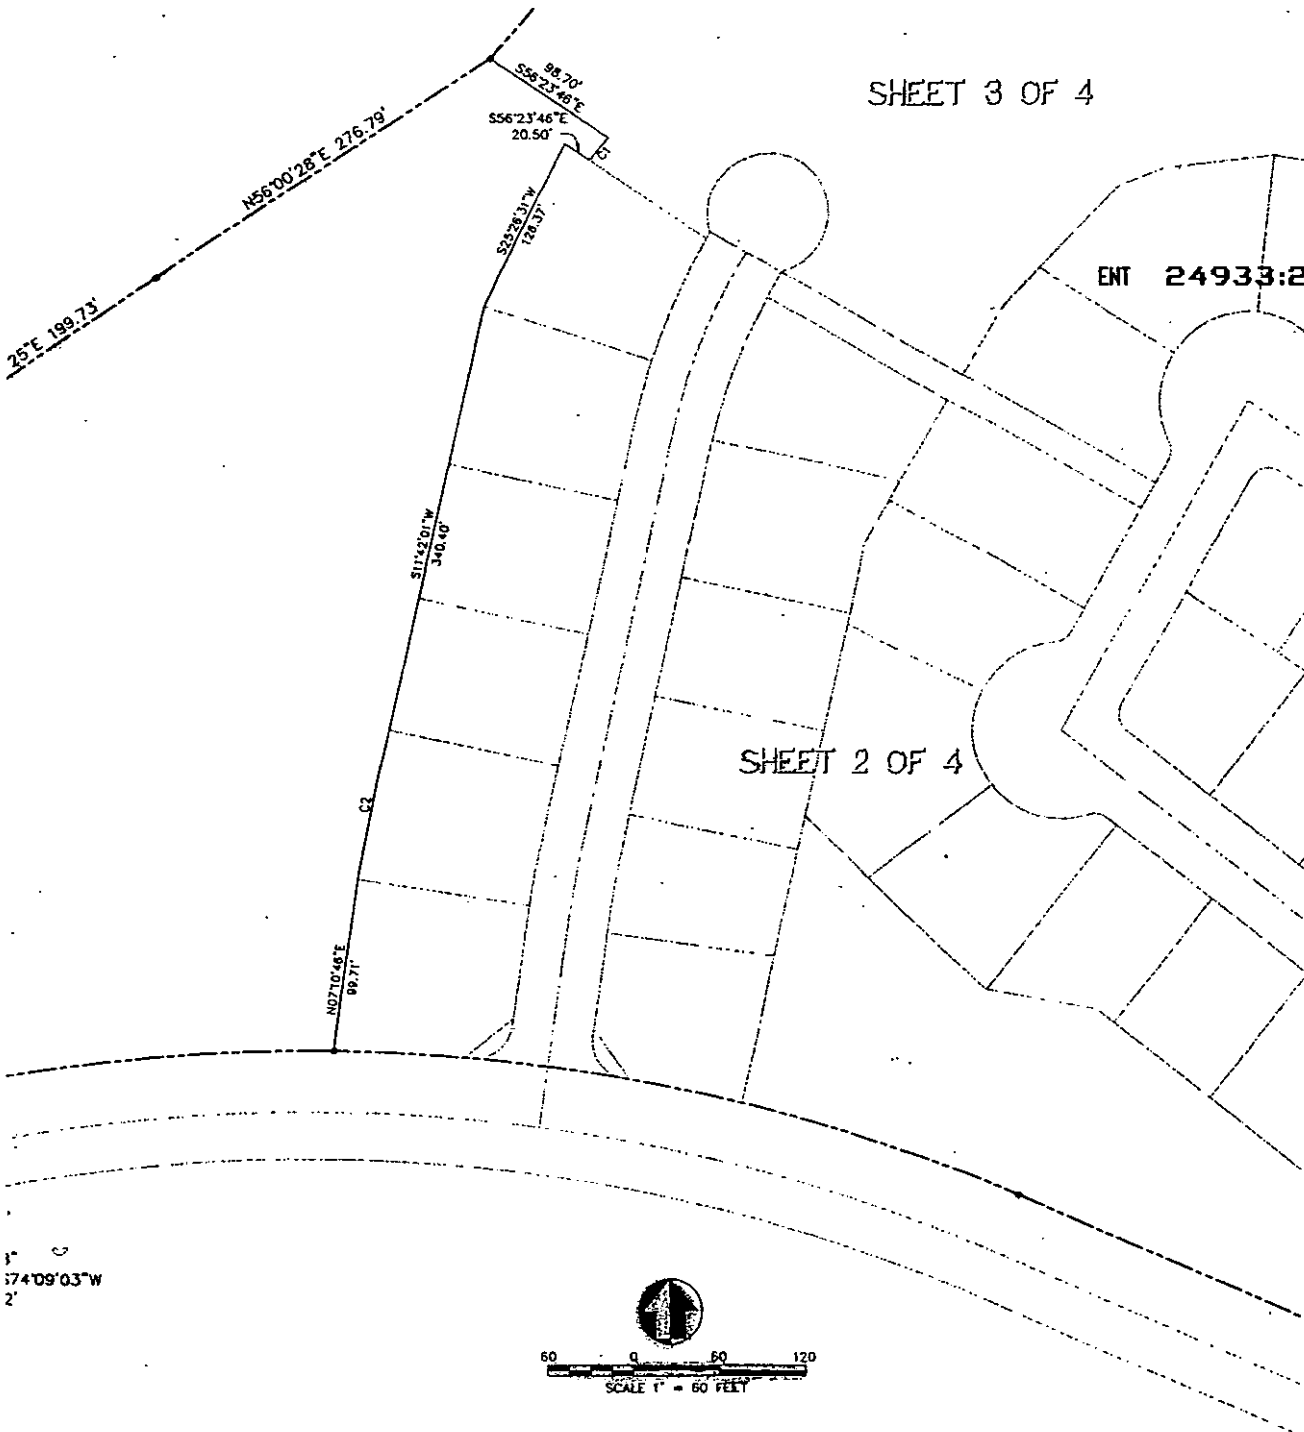 SHEET 3 OF 4
98.70'
S56°23'46"E
S56°23'46"E
20.50'
C1
N56°00'28"E 276.79'
S25°26'31"W
128.37'
ENT 24933:2
25"E 199.73'
S11°42'01"W
340.40'
SHEET 2 OF 4
C2
N07°10'46"E
99.71'
S74°09'03"W
2'
60 0 60 120
SCALE 1" = 60 FEET